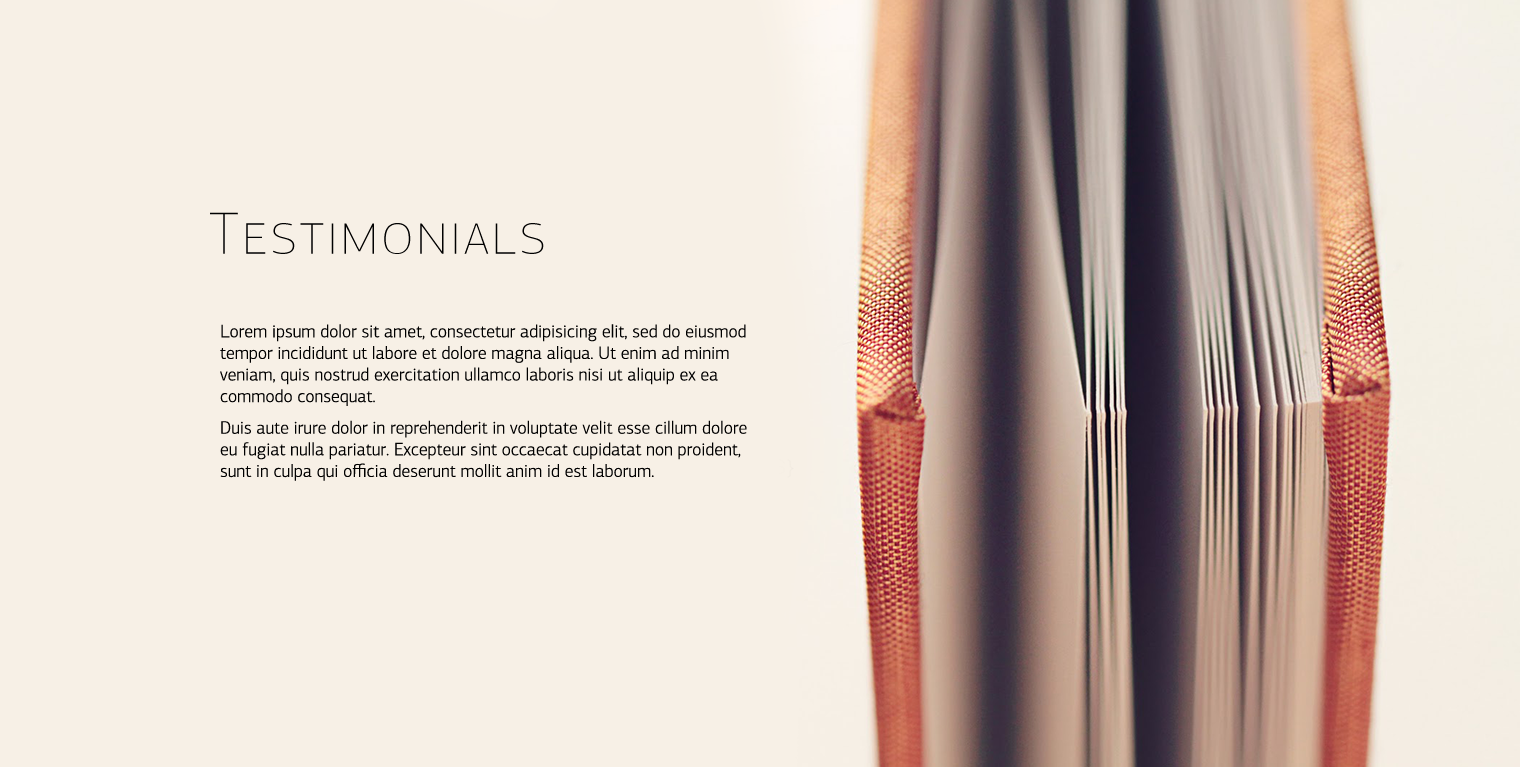 Testimonials
Lorem ipsum dolor sit amet, consectetur adipisicing elit, sed do eiusmod
tempor incididunt ut labore et dolore magna aliqua. Ut enim ad minim
veniam, quis nostrud exercitation ullamco laboris nisi ut aliquip ex ea
commodo consequat.
Duis aute irure dolor in reprehenderit in voluptate velit esse cillum dolore
eu fugiat nulla pariatur. Excepteur sint occaecat cupidatat non proident,
sunt in culpa qui officia deserunt mollit anim id est laborum.